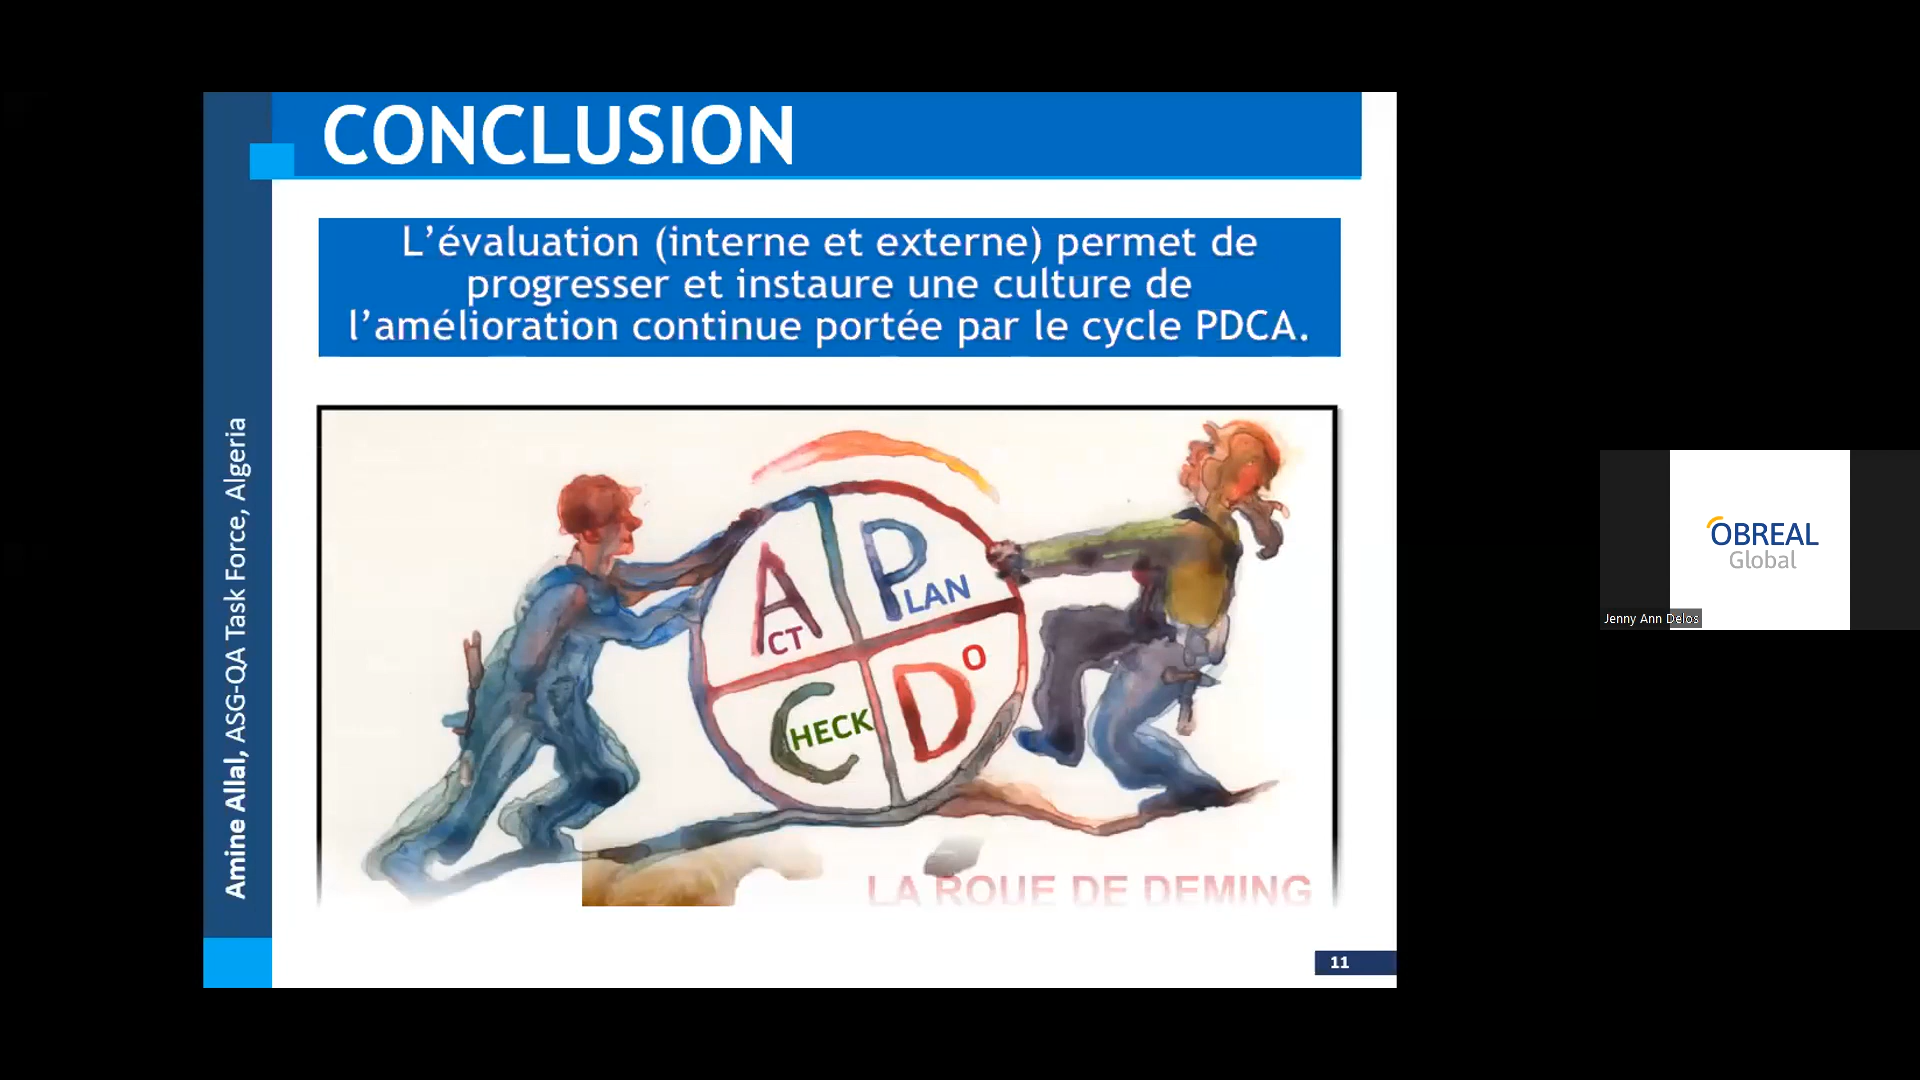 CONCLUSION
L’évaluation (interne et externe) permet de
progresser et instaure une culture de
l’amélioration continue portée par le cycle PDCA.
Amine Allal, ASG-QA Task Force, Algeria
ACT
PLAN
CHECK
DO
LA ROUE DE DEMING
11
OBREAL
Global
Jenny Ann Delos